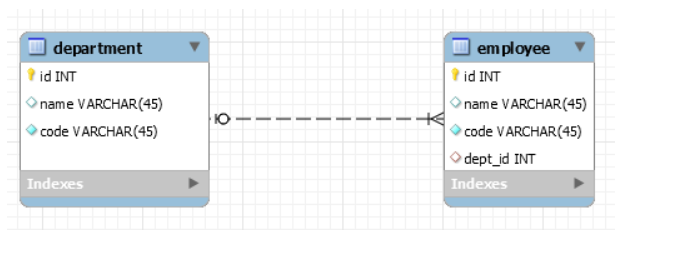 department
id INT
name VARCHAR(45)
code VARCHAR(45)
Indexes
employee
id INT
name VARCHAR(45)
code VARCHAR(45)
dept_id INT
Indexes